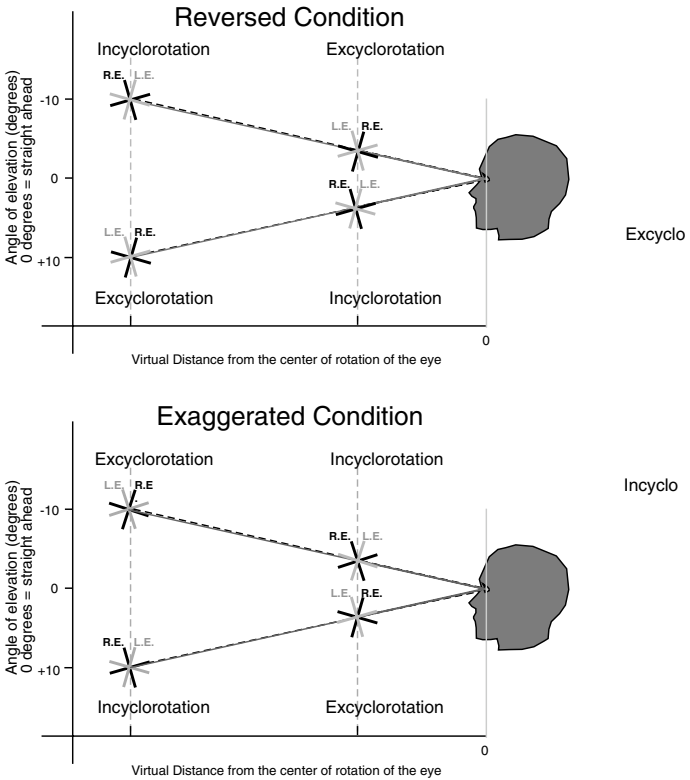 Reversed Condition
Incyclorotation Excyclorotation
R.E. L.E.
L.E. R.E.
R.E. L.E.
L.E. R.E.
Angle of elevation (degrees)
0 degrees = straight ahead
-10
0
+10
Excyclorotation Incyclorotation
Excyclo
0
Virtual Distance from the center of rotation of the eye
Exaggerated Condition
Excyclorotation Incyclorotation
L.E. R.E
R.E. L.E.
L.E. R.E.
R.E. L.E.
Angle of elevation (degrees)
0 degrees = straight ahead
-10
0
+10
Incyclorotation Excyclorotation
Incyclo
0
Virtual Distance from the center of rotation of the eye